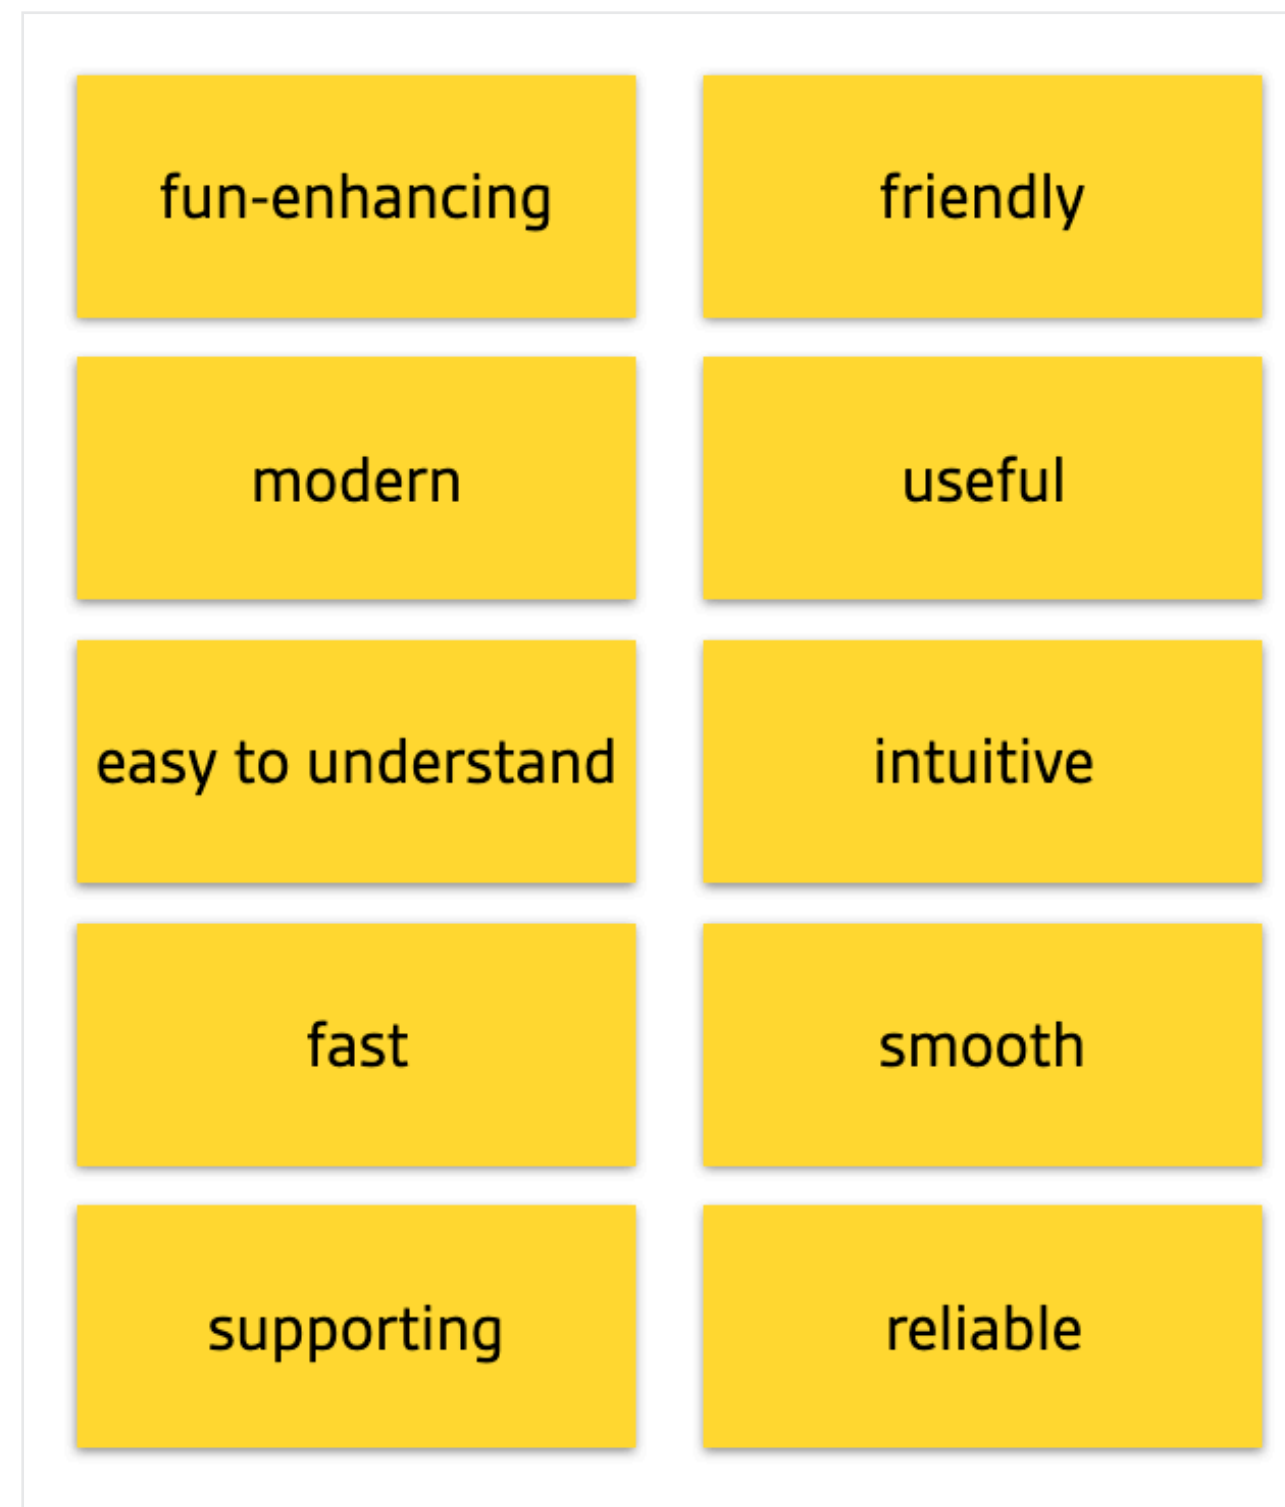 fun-enhancing
friendly
modern
useful
easy to understand
intuitive
fast
smooth
supporting
reliable